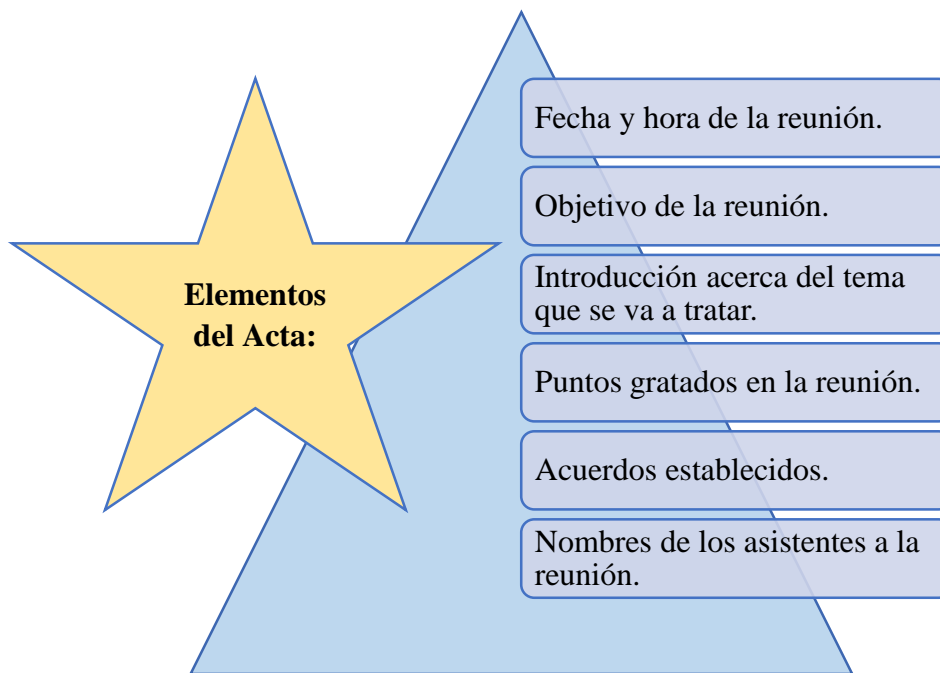 Elementos
del Acta:
Fecha y hora de la reunión.
Objetivo de la reunión.
Introducción acerca del tema
que se va a tratar.
Puntos gratados en la reunión.
Acuerdos establecidos.
Nombres de los asistentes a la
reunión.